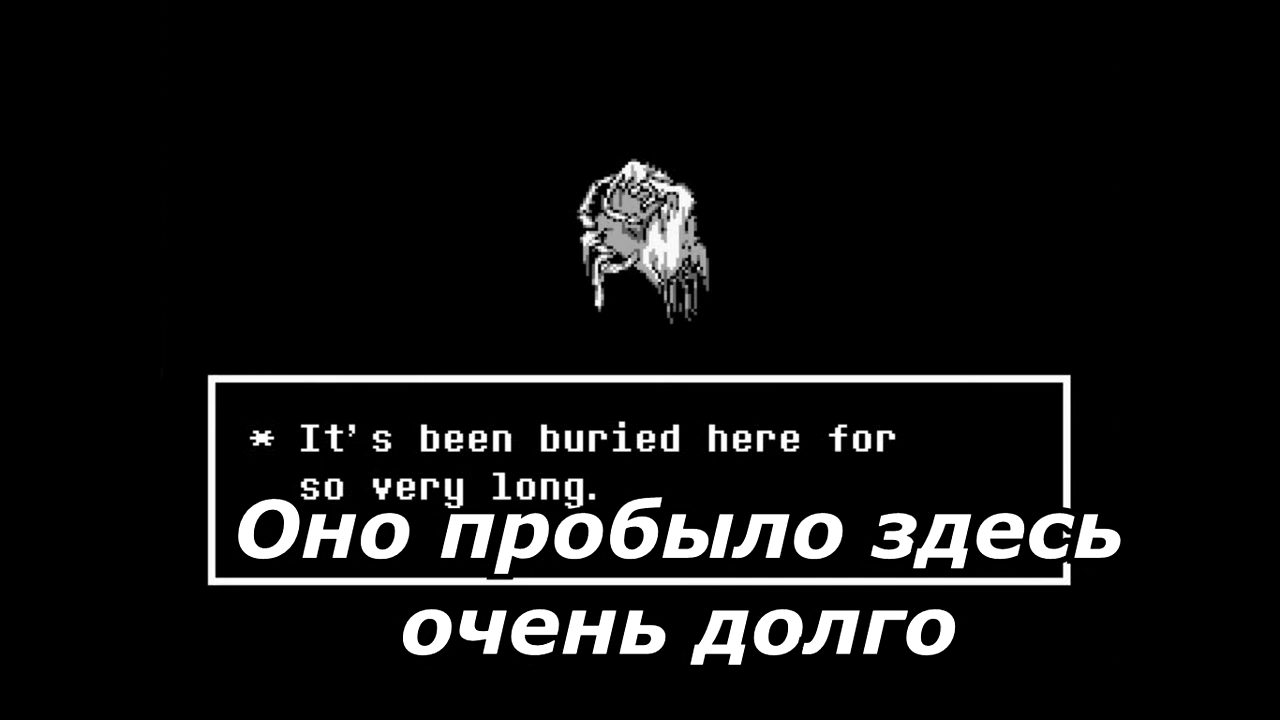 * It's been buried here for
so very long.
Оно пробыло здесь
очень долго